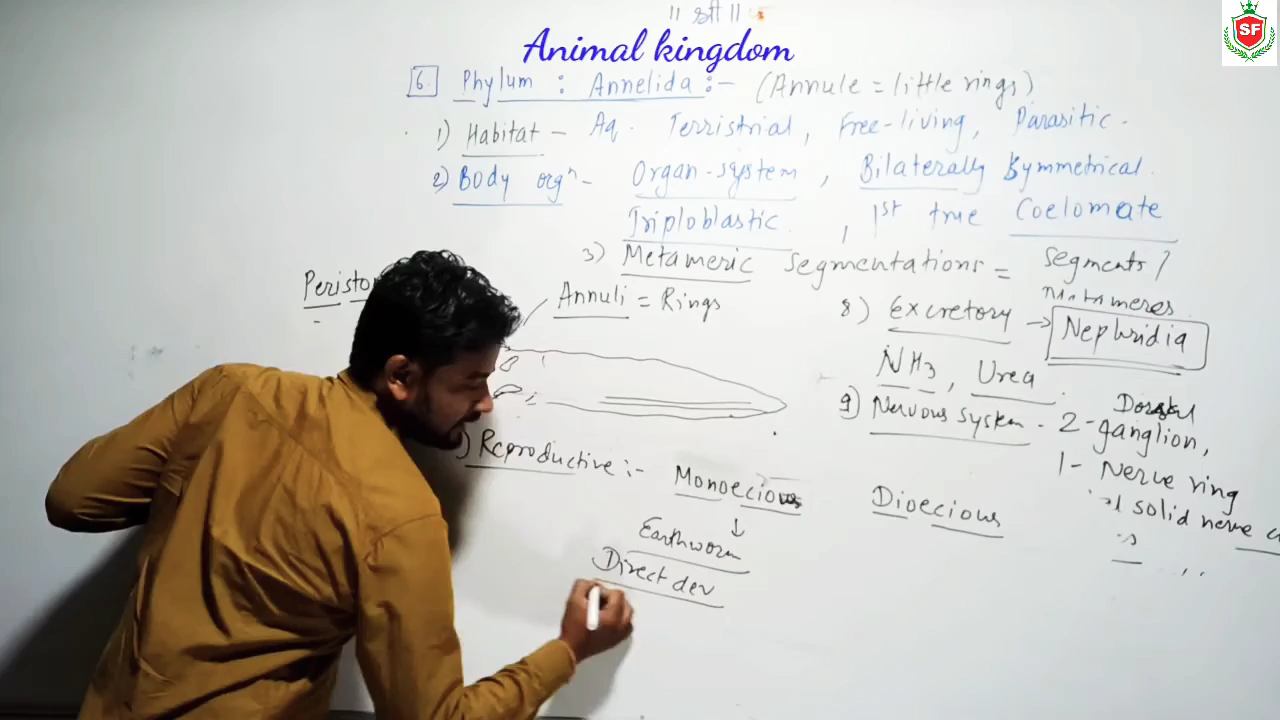 || श्री ||
SF
Animal kingdom
6. Phylum : Annelida :- (Annule = little rings)
1) Habitat - Aq. Terristrial, Free-living, Parasitic.
2) Body orgⁿ - Organ-system, Bilaterally Symmetrical.
Triploblastic, 1st true Coelomate
3) Metameric segmentations = segments /
metameres
Peristo
Annuli = Rings
8) Excretory → Nephridia
NH3, Urea
9) Nervous system - 2- Dorsal
ganglion,
1- Nerve ring
solid nerve
) Reproductive :- Monoecious Dioecious
↓
Earthworm
Direct dev